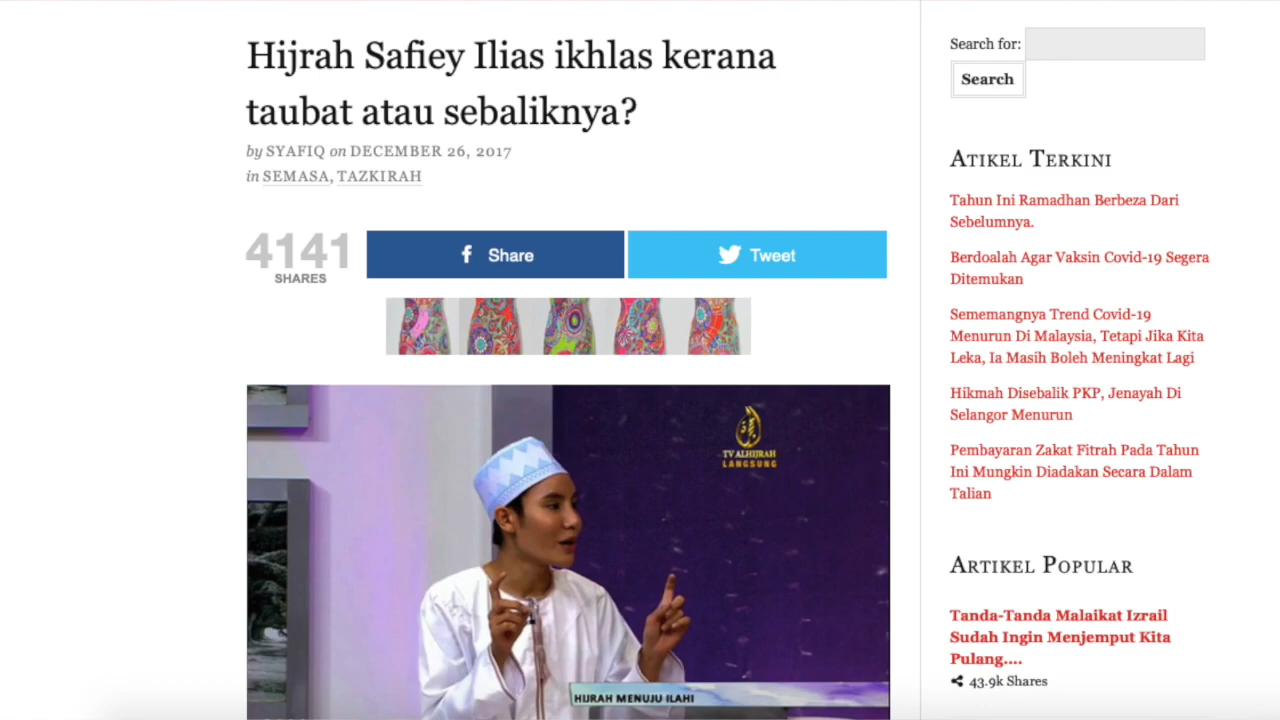 Hijrah Safiey Ilias ikhlas kerana
taubat atau sebaliknya?
by SYAFIQ on DECEMBER 26, 2017
in SEMASA, TAZKIRAH
4141
SHARES
Share
Tweet
TV ALHIJRAH
LANGSUNG
HIJRAH MENUJU ILAHI
Search for:
Search
ATIKEL TERKINI
Tahun Ini Ramadhan Berbeza Dari
Sebelumnya.
Berdoalah Agar Vaksin Covid-19 Segera
Ditemukan
Sememangnya Trend Covid-19
Menurun Di Malaysia, Tetapi Jika Kita
Leka, Ia Masih Boleh Meningkat Lagi
Hikmah Disebalik PKP, Jenayah Di
Selangor Menurun
Pembayaran Zakat Fitrah Pada Tahun
Ini Mungkin Diadakan Secara Dalam
Talian
ARTIKEL POPULAR
Tanda-Tanda Malaikat Izrail
Sudah Ingin Menjemput Kita
Pulang....
43.9k Shares